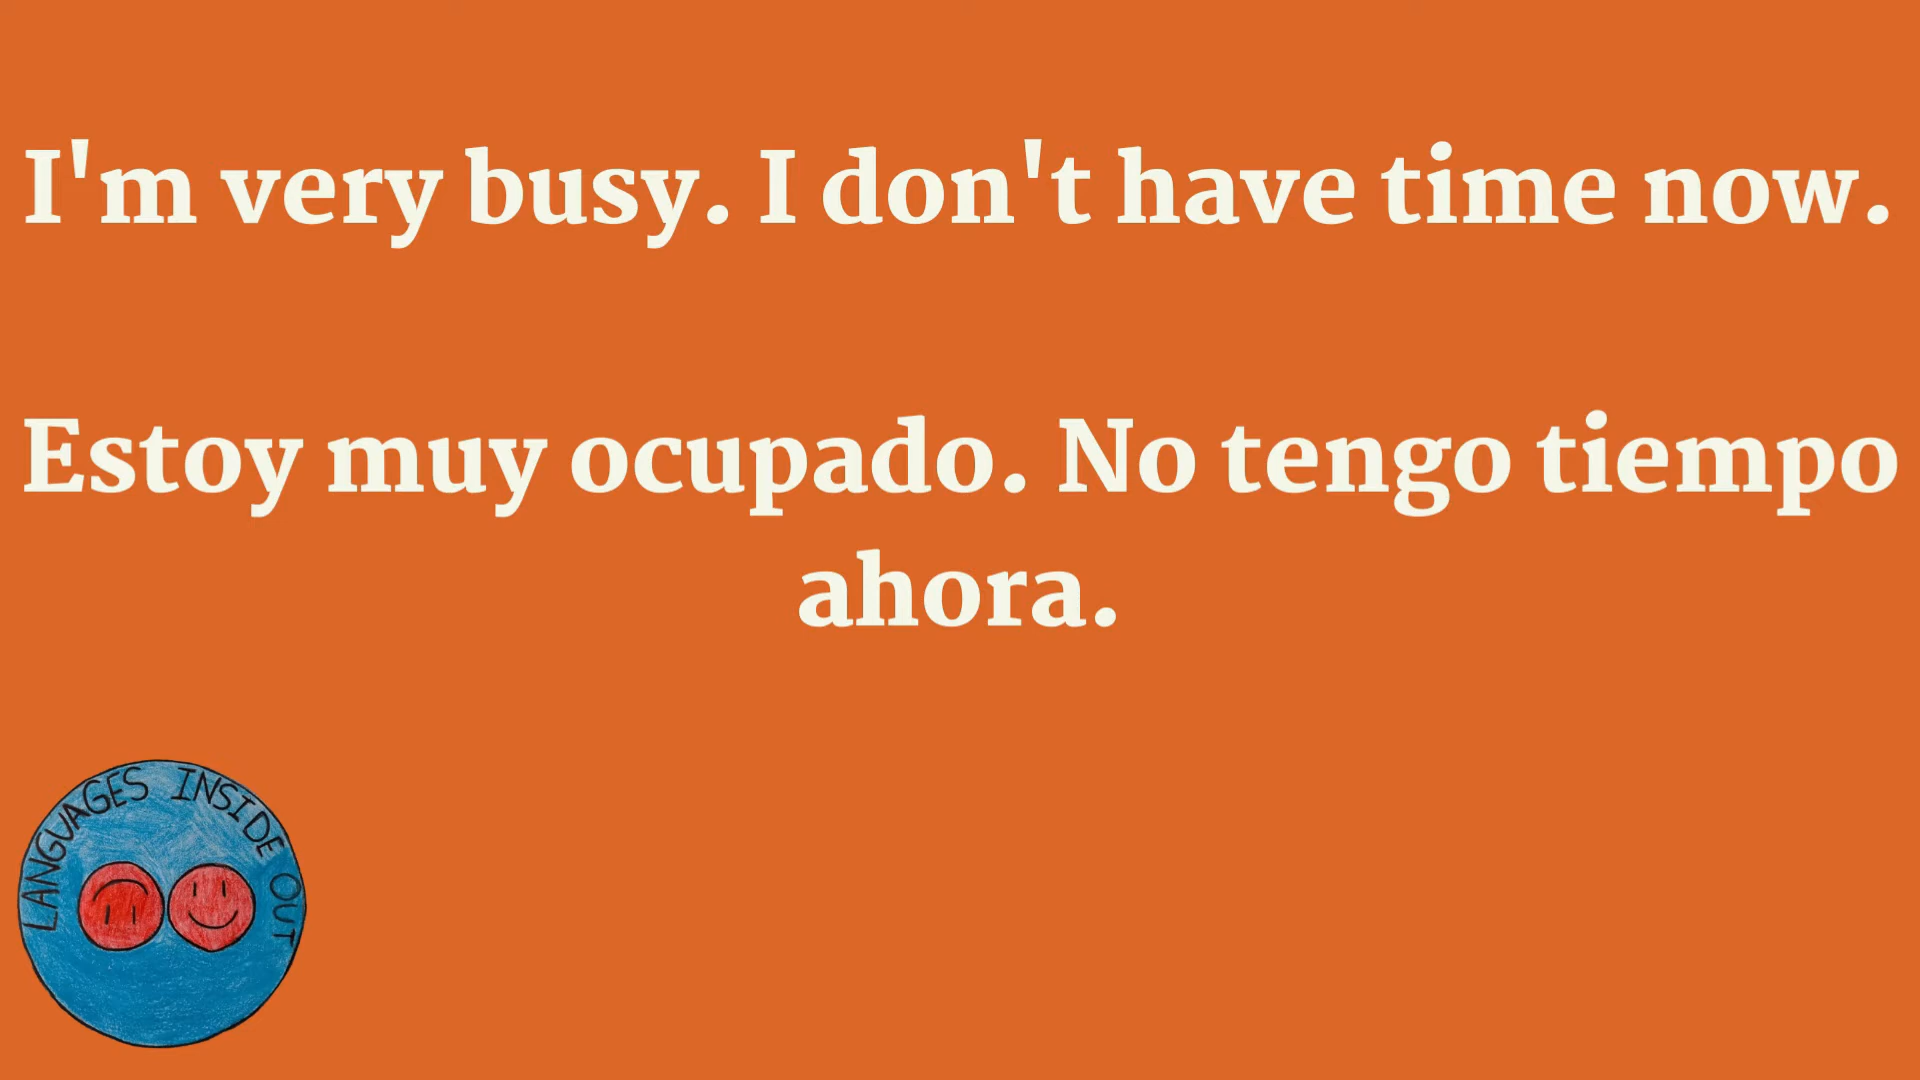 I'm very busy. I don't have time now.
Estoy muy ocupado. No tengo tiempo
ahora.
LANGUAGES INSIDE OUT